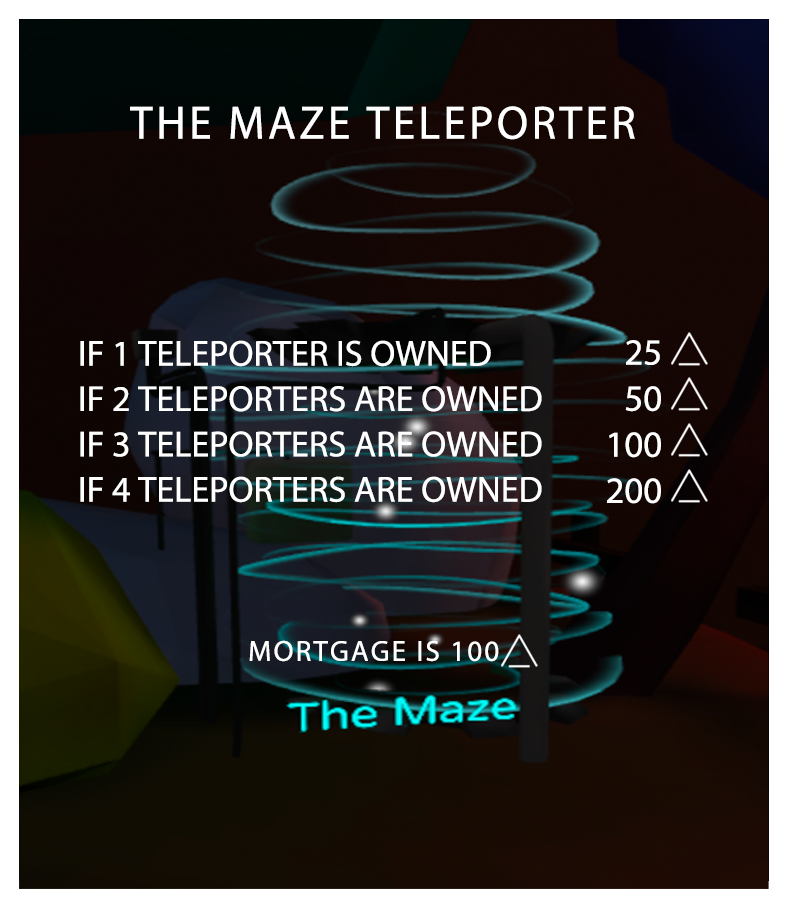 THE MAZE TELEPORTER
IF 1 TELEPORTER IS OWNED 25 △
IF 2 TELEPORTERS ARE OWNED 50 △
IF 3 TELEPORTERS ARE OWNED 100 △
IF 4 TELEPORTERS ARE OWNED 200 △
MORTGAGE IS 100△
The Maze